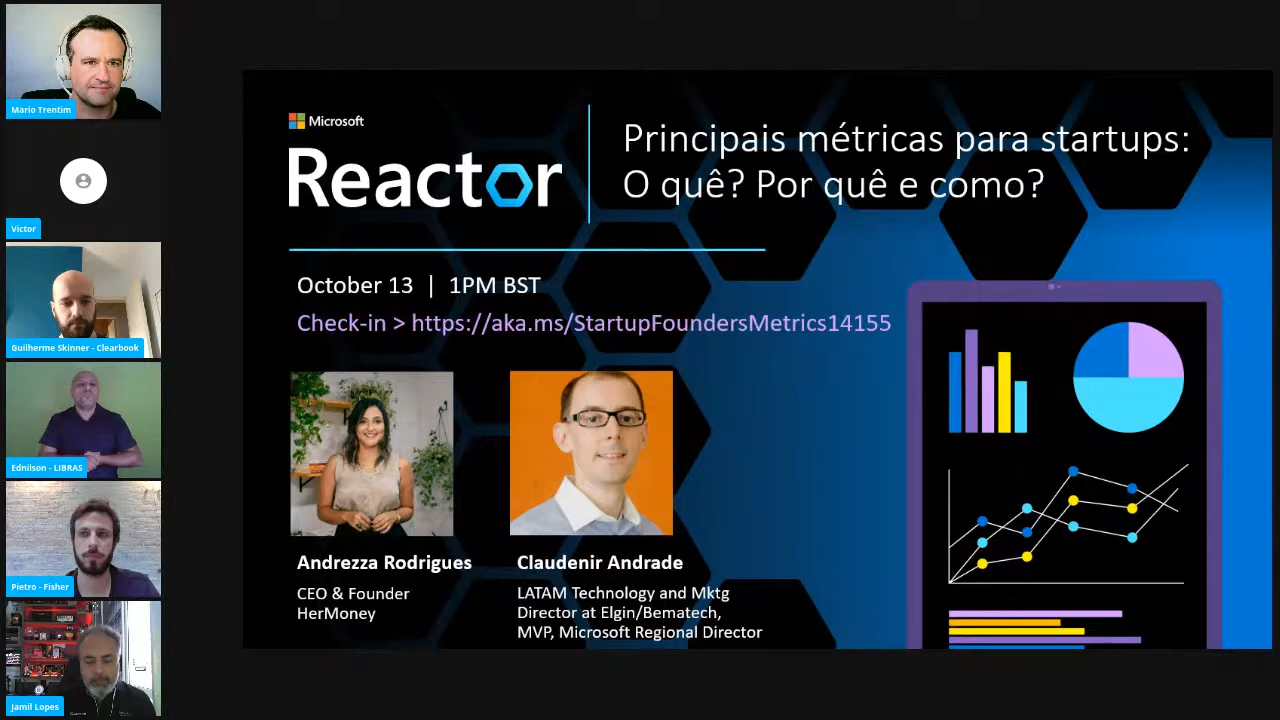 Mario Trentim
Victor
Guilherme Skinner - Clearbook
Ednilson - LIBRAS
Pietro - Fisher
Jamil Lopes
Microsoft
Reactor
Principais métricas para startups:
O quê? Por quê e como?
October 13 | 1PM BST
Check-in > https://aka.ms/StartupFoundersMetrics14155
Andrezza Rodrigues
CEO & Founder
HerMoney
Claudenir Andrade
LATAM Technology and Mktg
Director at Elgin/Bematech,
MVP, Microsoft Regional Director